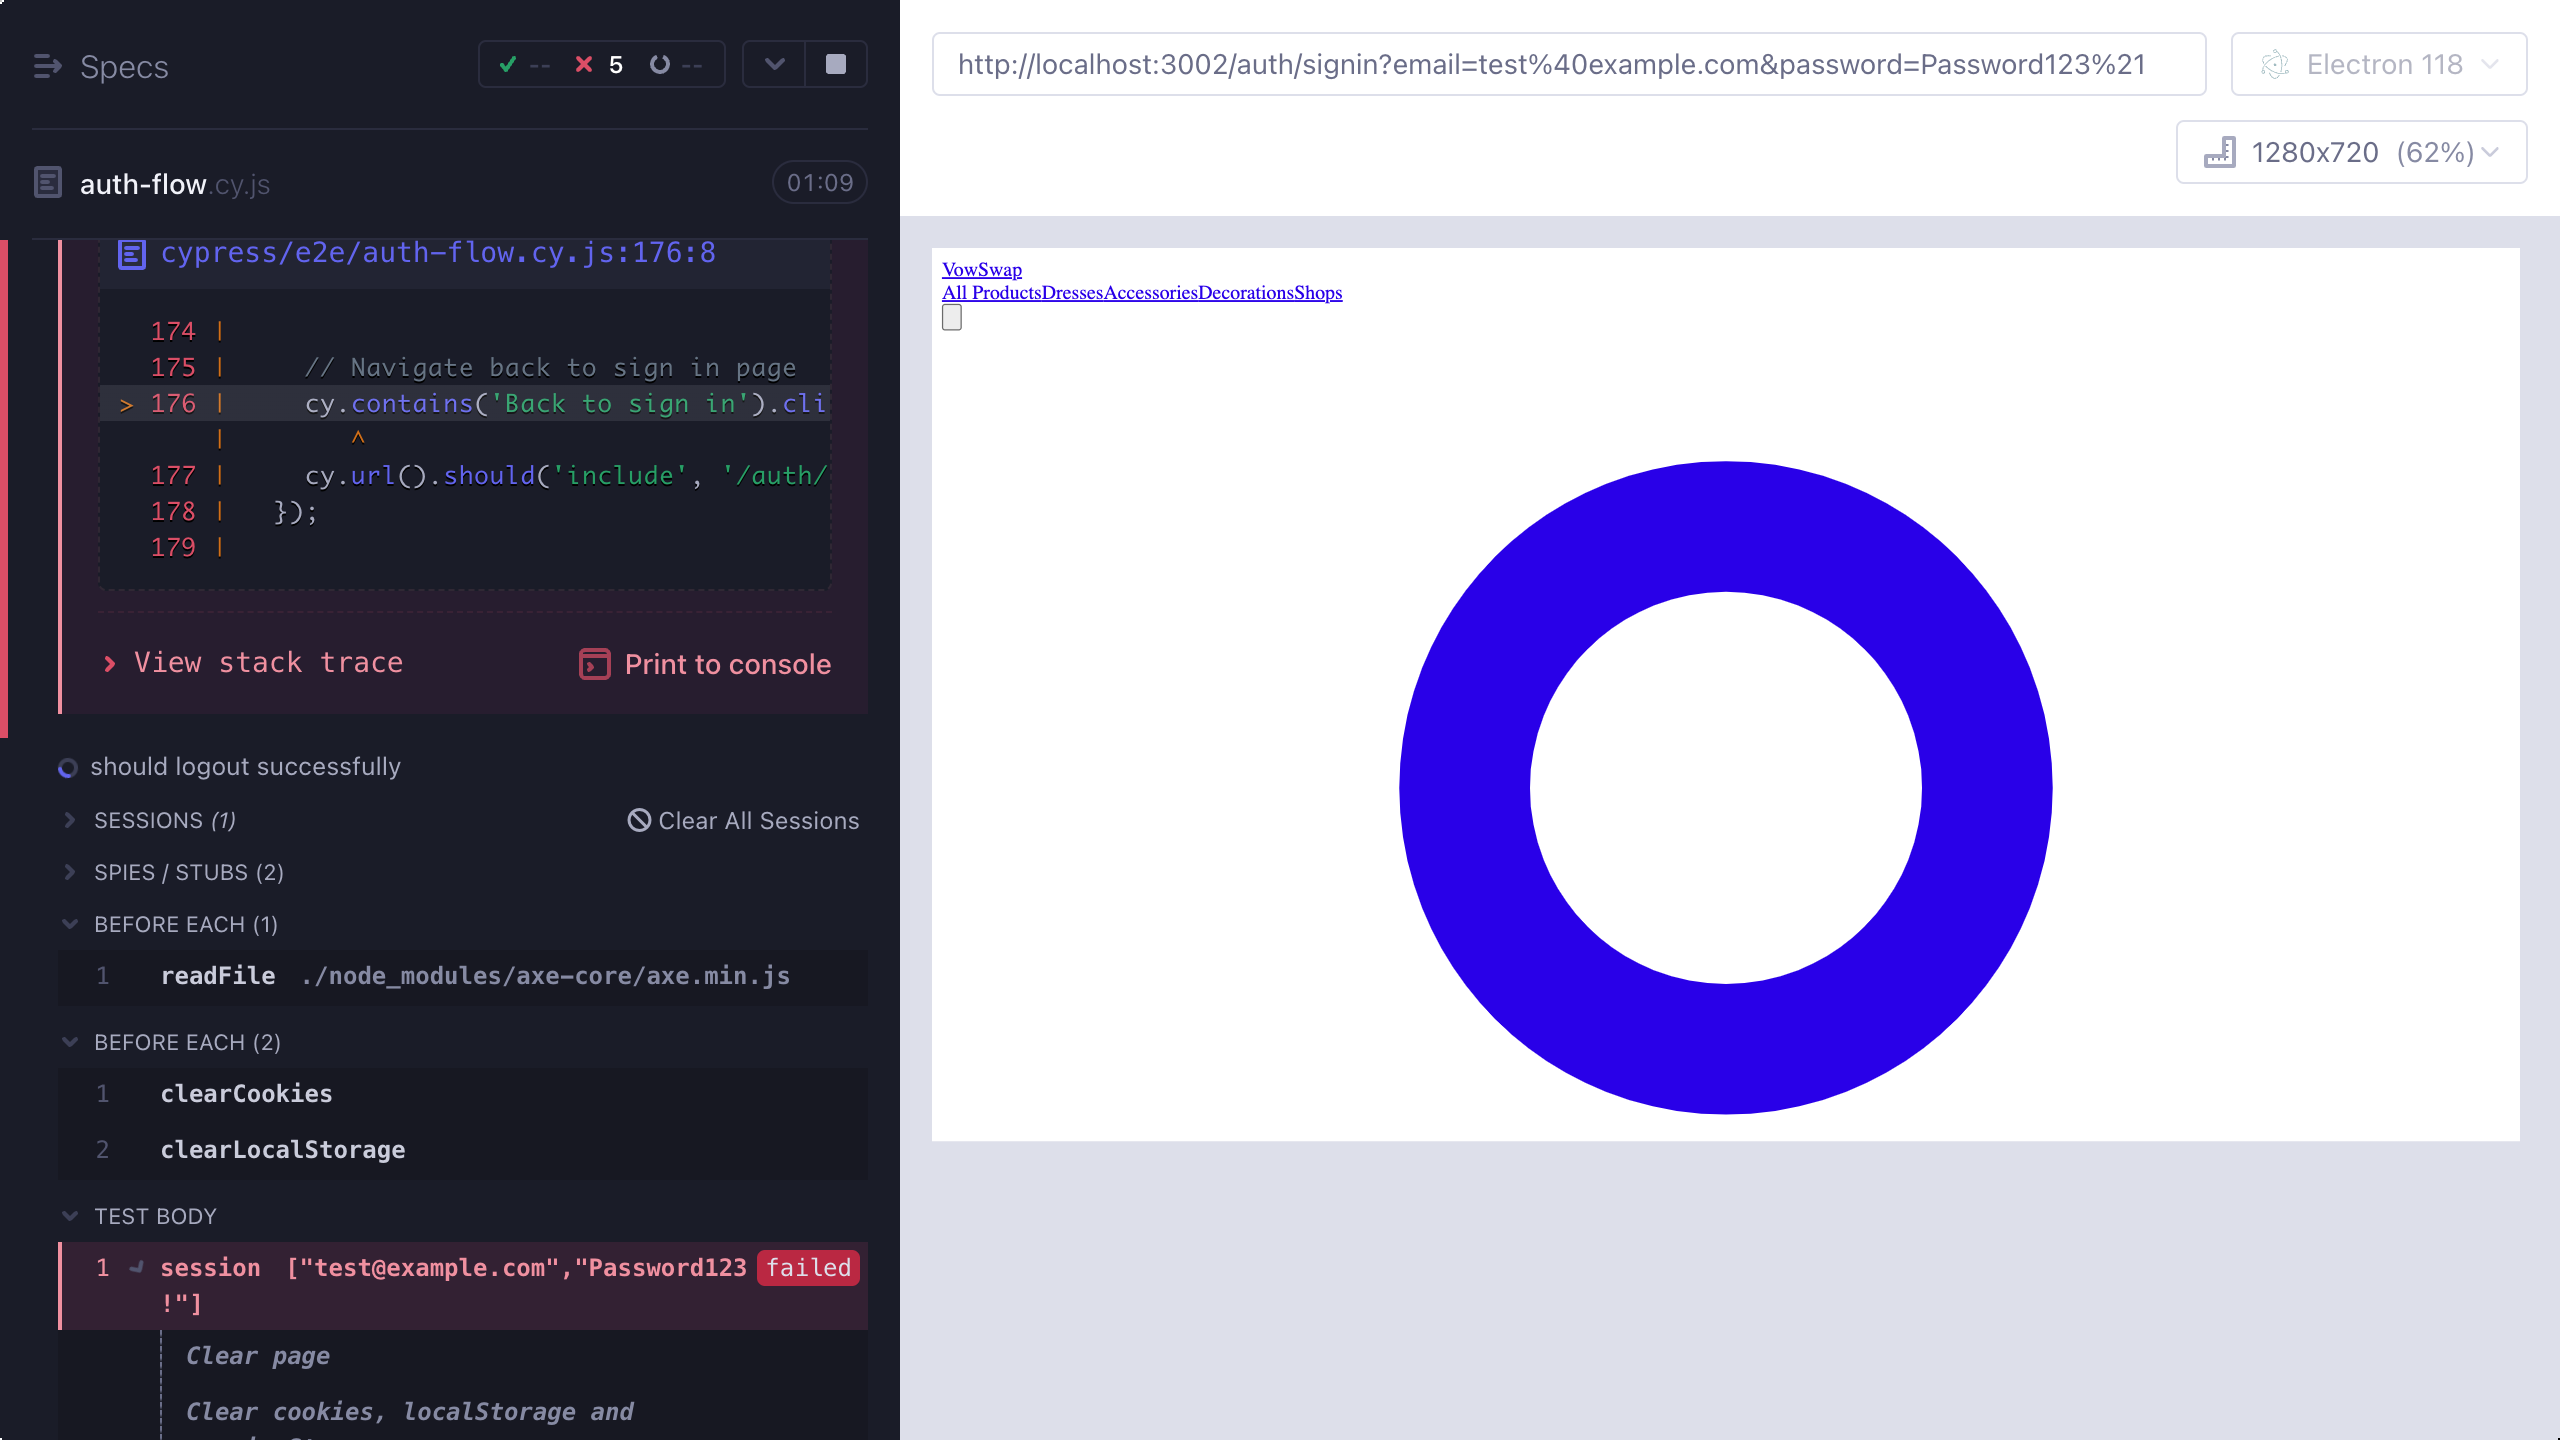 Specs
-- 5 --
auth-flow.cy.js
01:09
cypress/e2e/auth-flow.cy.js:176:8
174 |
175 | // Navigate back to sign in page
> 176 | cy.contains('Back to sign in').cli
| ^
177 | cy.url().should('include', '/auth/
178 | });
179 |
View stack trace
Print to console
should logout successfully
SESSIONS (1)
Clear All Sessions
SPIES / STUBS (2)
BEFORE EACH (1)
1 readFile ./node_modules/axe-core/axe.min.js
BEFORE EACH (2)
1 clearCookies
2 clearLocalStorage
TEST BODY
1 session ["test@example.com","Password123 failed
!"]
Clear page
Clear cookies, localStorage and
http://localhost:3002/auth/signin?email=test%40example.com&password=Password123%21
Electron 118
1280x720 (62%)
VowSwap
All ProductsDressesAccessoriesDecorationsShops